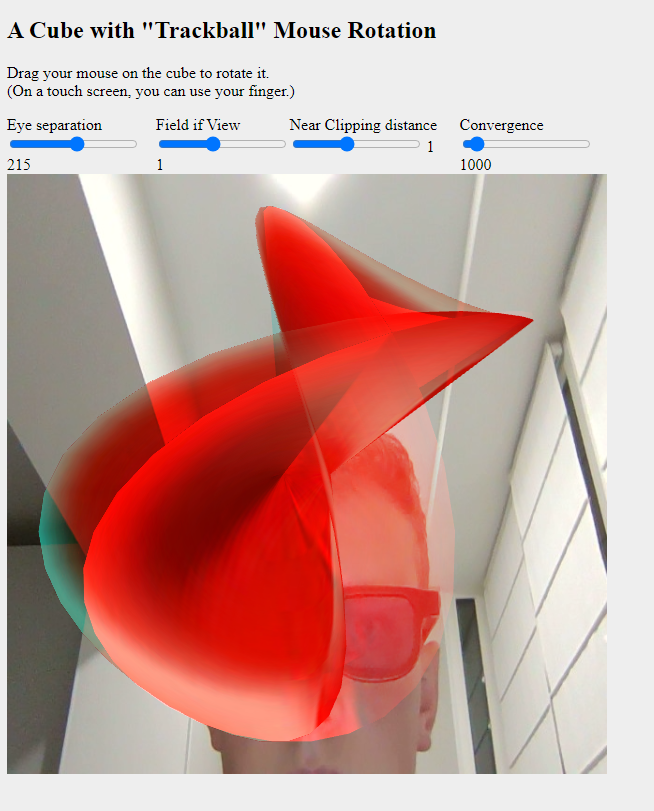 A Cube with "Trackball" Mouse Rotation
Drag your mouse on the cube to rotate it.
(On a touch screen, you can use your finger.)
Eye separation Field if View Near Clipping distance Convergence
1
215 1 1000